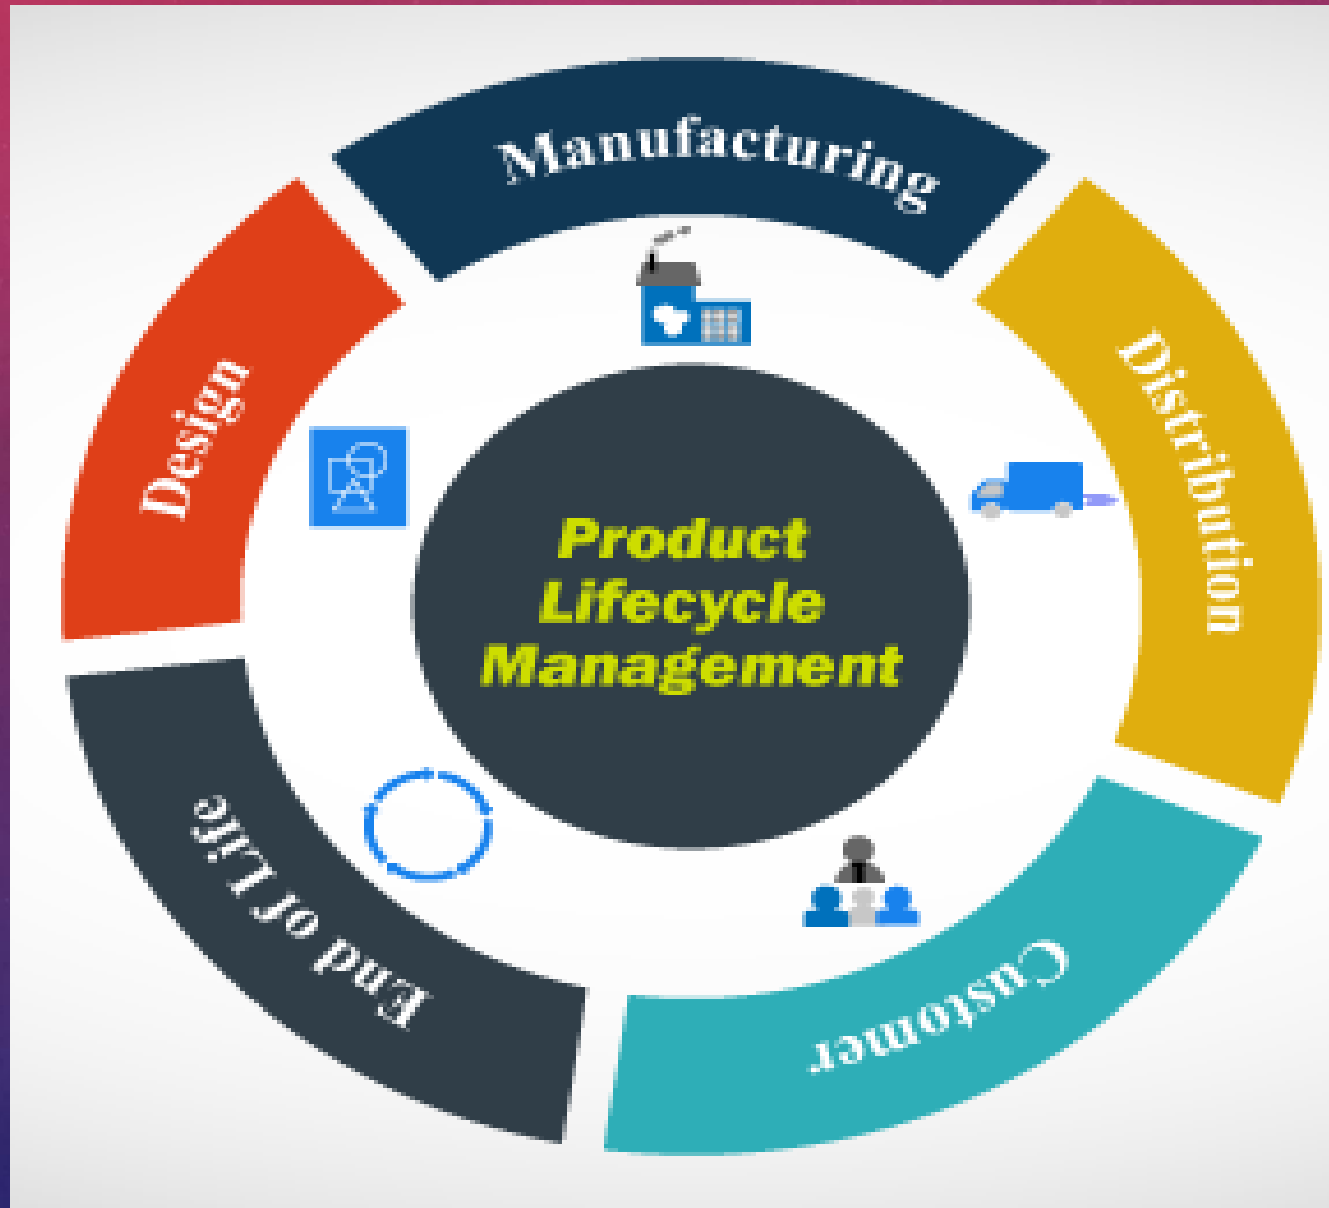 Manufacturing
Distribution
Customer
End of Life
Design
Product
Lifecycle
Management